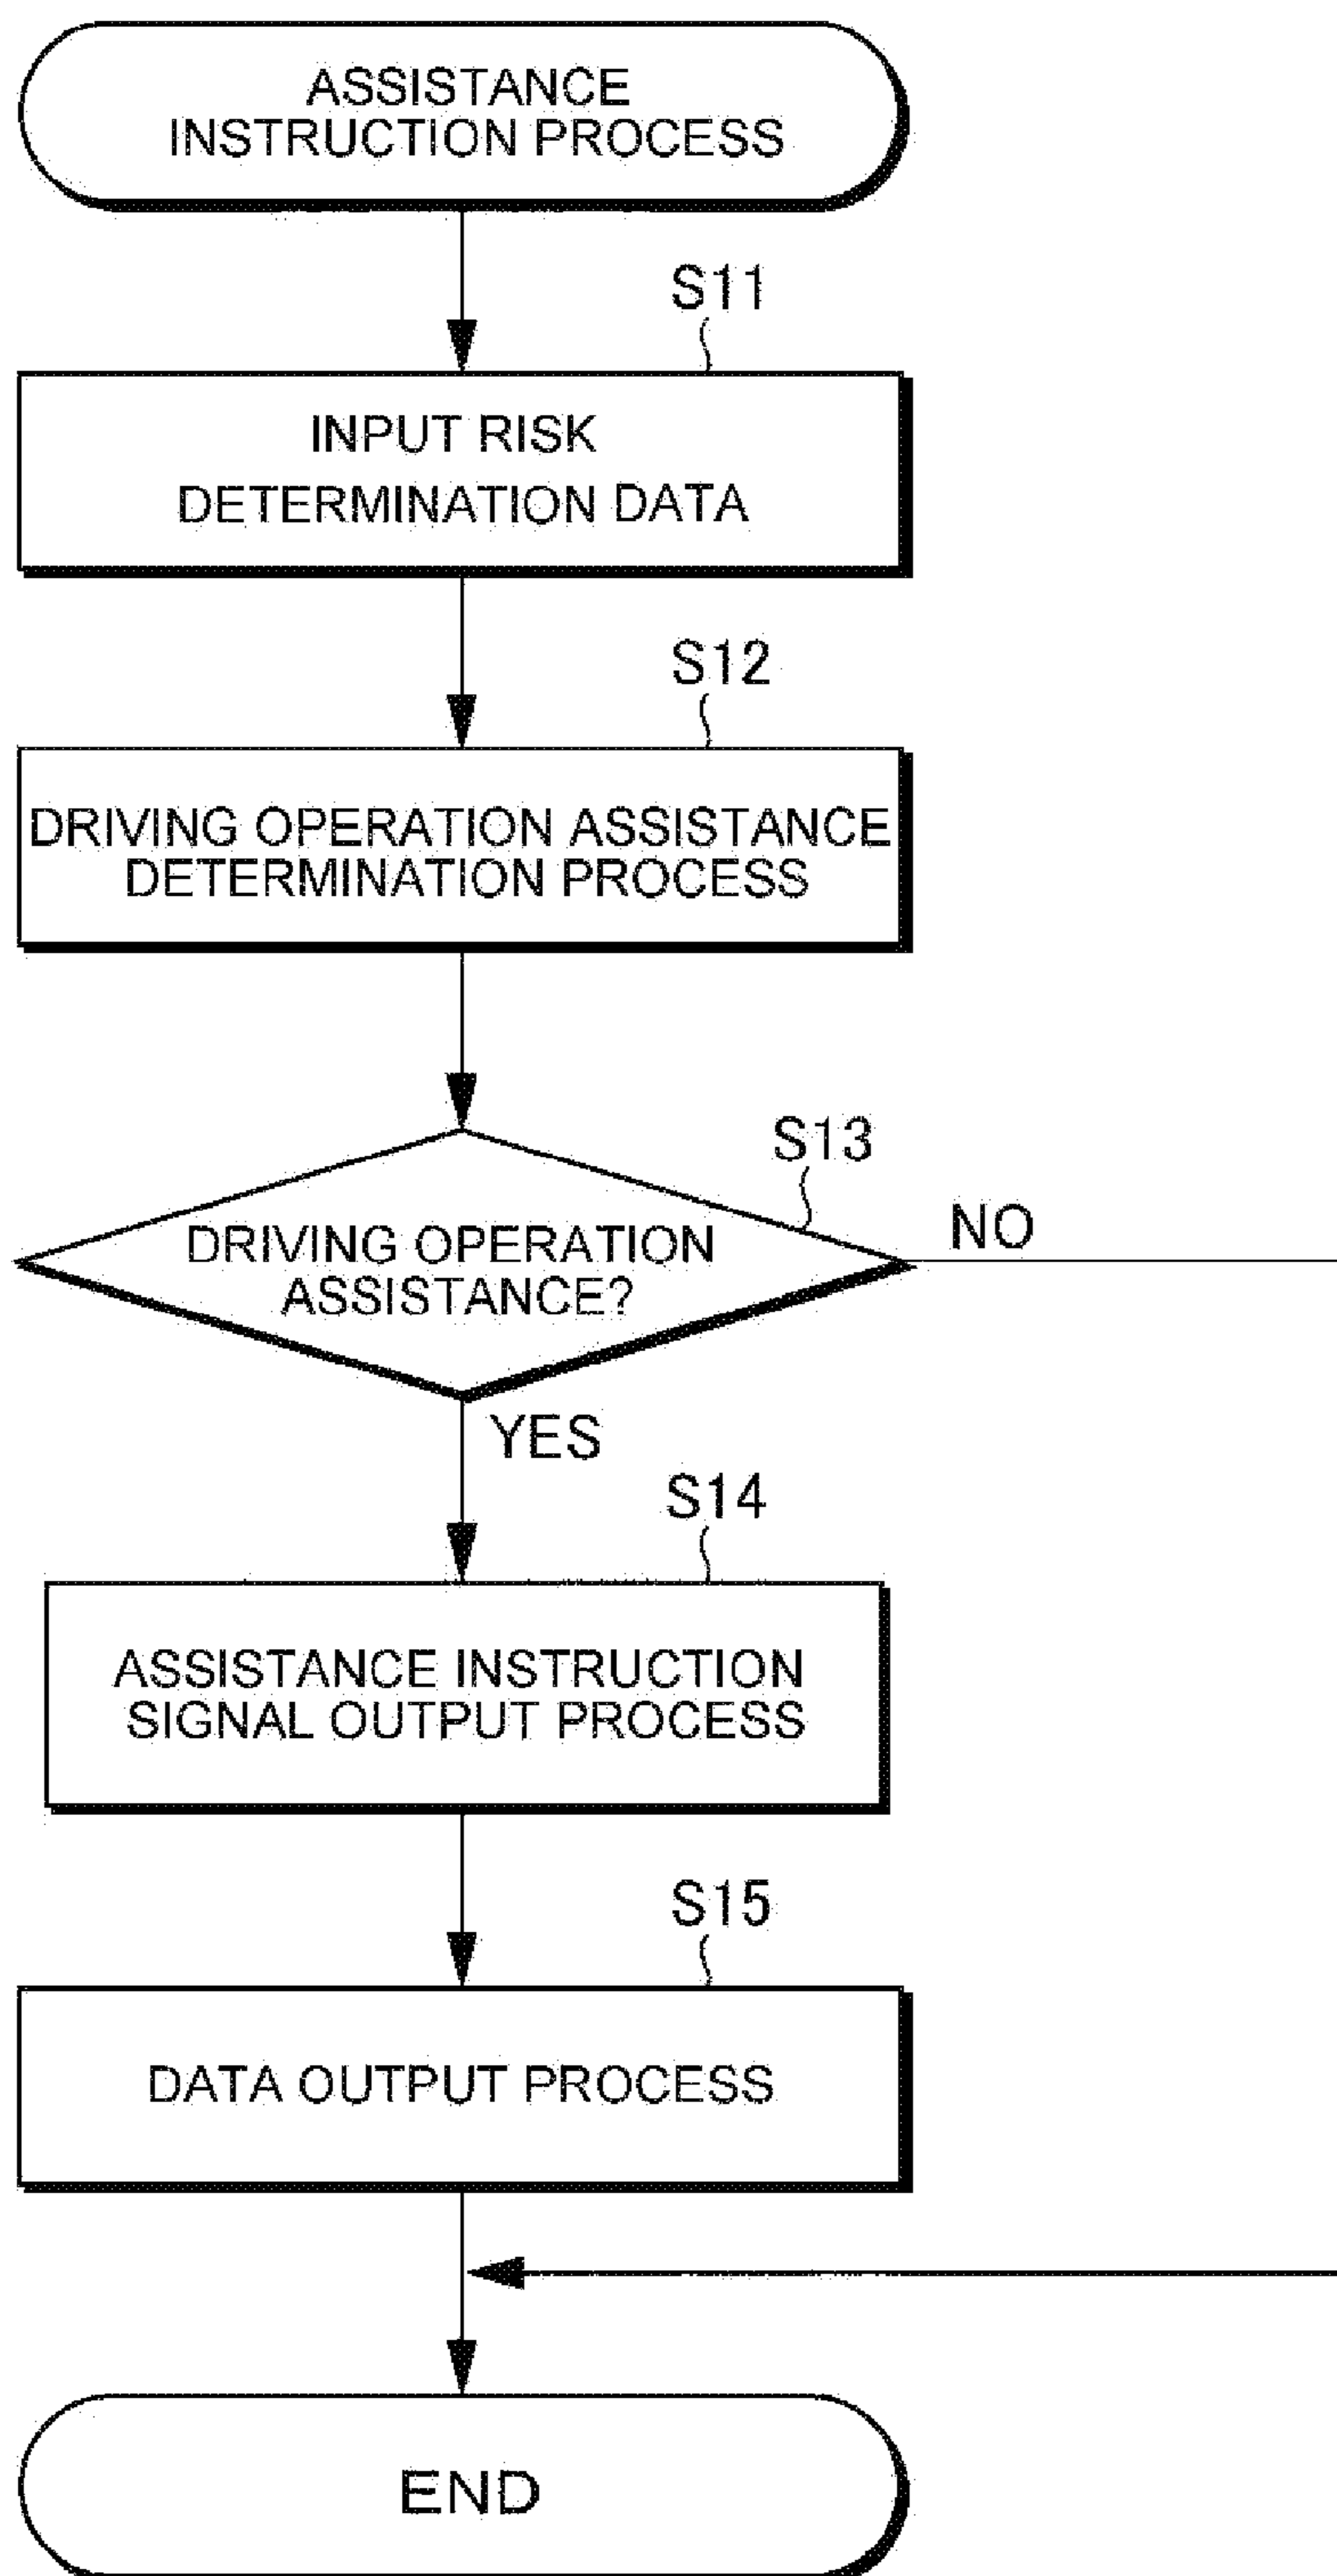 ASSISTANCE
INSTRUCTION PROCESS
S11
INPUT RISK
DETERMINATION DATA
S12
DRIVING OPERATION ASSISTANCE
DETERMINATION PROCESS
S13
DRIVING OPERATION
ASSISTANCE?
NO
YES
S14
ASSISTANCE INSTRUCTION
SIGNAL OUTPUT PROCESS
S15
DATA OUTPUT PROCESS
END